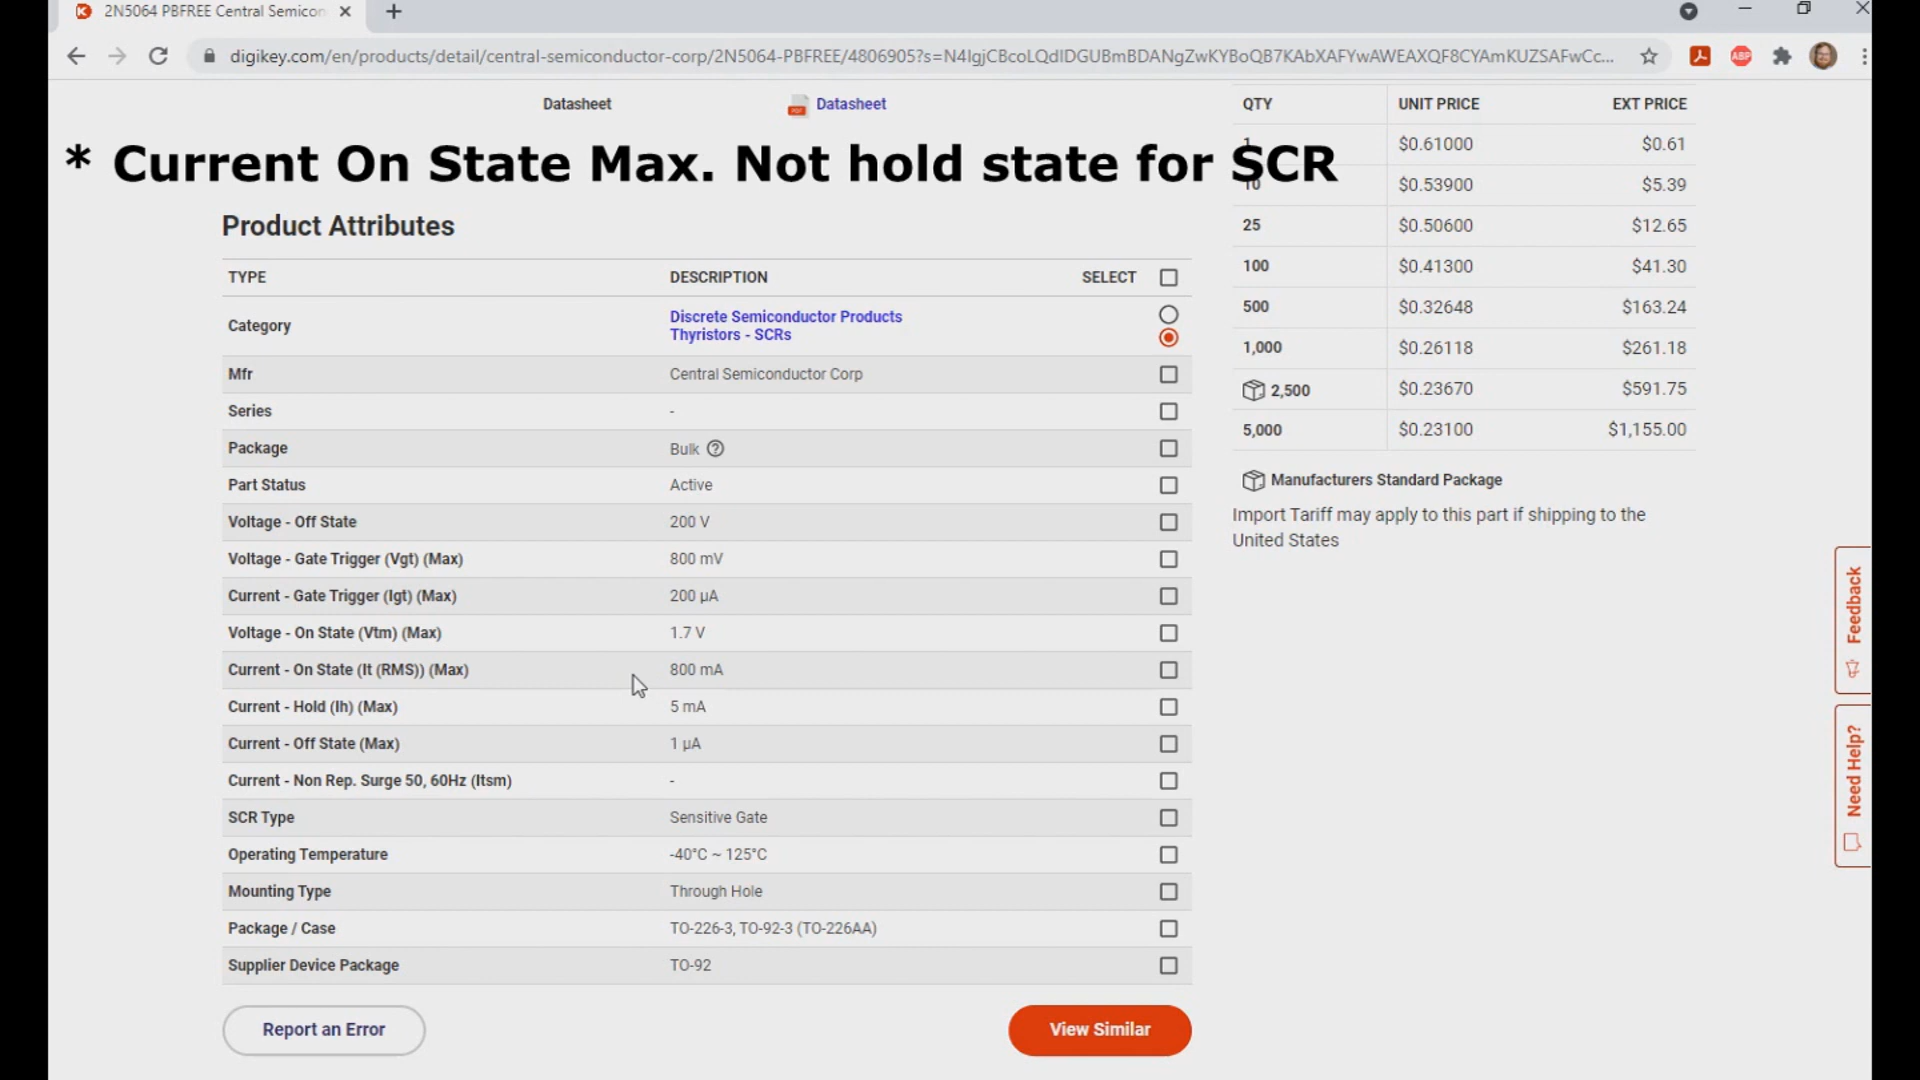 2N5064 PBFREE Central Semicon
digikey.com/en/products/detail/central-semiconductor-corp/2N5064-PBFREE/4806905?s=N4IgjCBcoLQdIDGUBmBDANgZwKYBoQB7KAbXAFYwAWEAXQF8CYAmKUZSAFwCc...
ABP
Datasheet
PDF Datasheet
* Current On State Max. Not hold state for SCR
Product Attributes
TYPE DESCRIPTION SELECT
Category Discrete Semiconductor Products
Thyristors - SCRs
Mfr Central Semiconductor Corp
Series -
Package Bulk
Part Status Active
Voltage - Off State 200 V
Voltage - Gate Trigger (Vgt) (Max) 800 mV
Current - Gate Trigger (Igt) (Max) 200 µA
Voltage - On State (Vtm) (Max) 1.7 V
Current - On State (It (RMS)) (Max) 800 mA
Current - Hold (Ih) (Max) 5 mA
Current - Off State (Max) 1 µA
Current - Non Rep. Surge 50, 60Hz (Itsm) -
SCR Type Sensitive Gate
Operating Temperature -40°C ~ 125°C
Mounting Type Through Hole
Package / Case TO-226-3, TO-92-3 (TO-226AA)
Supplier Device Package TO-92
Report an Error View Similar
QTY UNIT PRICE EXT PRICE
1 $0.61000 $0.61
10 $0.53900 $5.39
25 $0.50600 $12.65
100 $0.41300 $41.30
500 $0.32648 $163.24
1,000 $0.26118 $261.18
2,500 $0.23670 $591.75
5,000 $0.23100 $1,155.00
Manufacturers Standard Package
Import Tariff may apply to this part if shipping to the
United States
Feedback
Need Help?